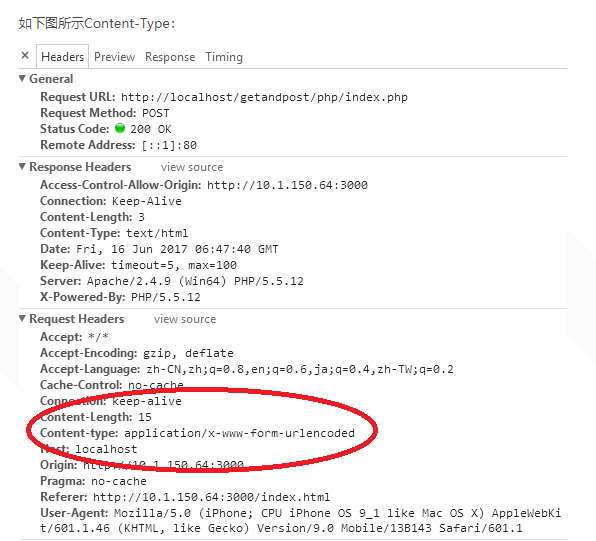 如下图所示Content-Type：
× Headers Preview Response Timing
▼ General
Request URL: http://localhost/getandpost/php/index.php
Request Method: POST
Status Code: 200 OK
Remote Address: [::1]:80
▼ Response Headers view source
Access-Control-Allow-Origin: http://10.1.150.64:3000
Connection: Keep-Alive
Content-Length: 3
Content-Type: text/html
Date: Fri, 16 Jun 2017 06:47:40 GMT
Keep-Alive: timeout=5, max=100
Server: Apache/2.4.9 (Win64) PHP/5.5.12
X-Powered-By: PHP/5.5.12
▼ Request Headers view source
Accept: */*
Accept-Encoding: gzip, deflate
Accept-Language: zh-CN,zh;q=0.8,en;q=0.6,ja;q=0.4,zh-TW;q=0.2
Cache-Control: no-cache
Connection: keep-alive
Content-Length: 15
Content-type: application/x-www-form-urlencoded
Host: localhost
Origin: http://10.1.150.64:3000
Pragma: no-cache
Referer: http://10.1.150.64:3000/index.html
User-Agent: Mozilla/5.0 (iPhone; CPU iPhone OS 9_1 like Mac OS X) AppleWebKi
t/601.1.46 (KHTML, like Gecko) Version/9.0 Mobile/13B143 Safari/601.1